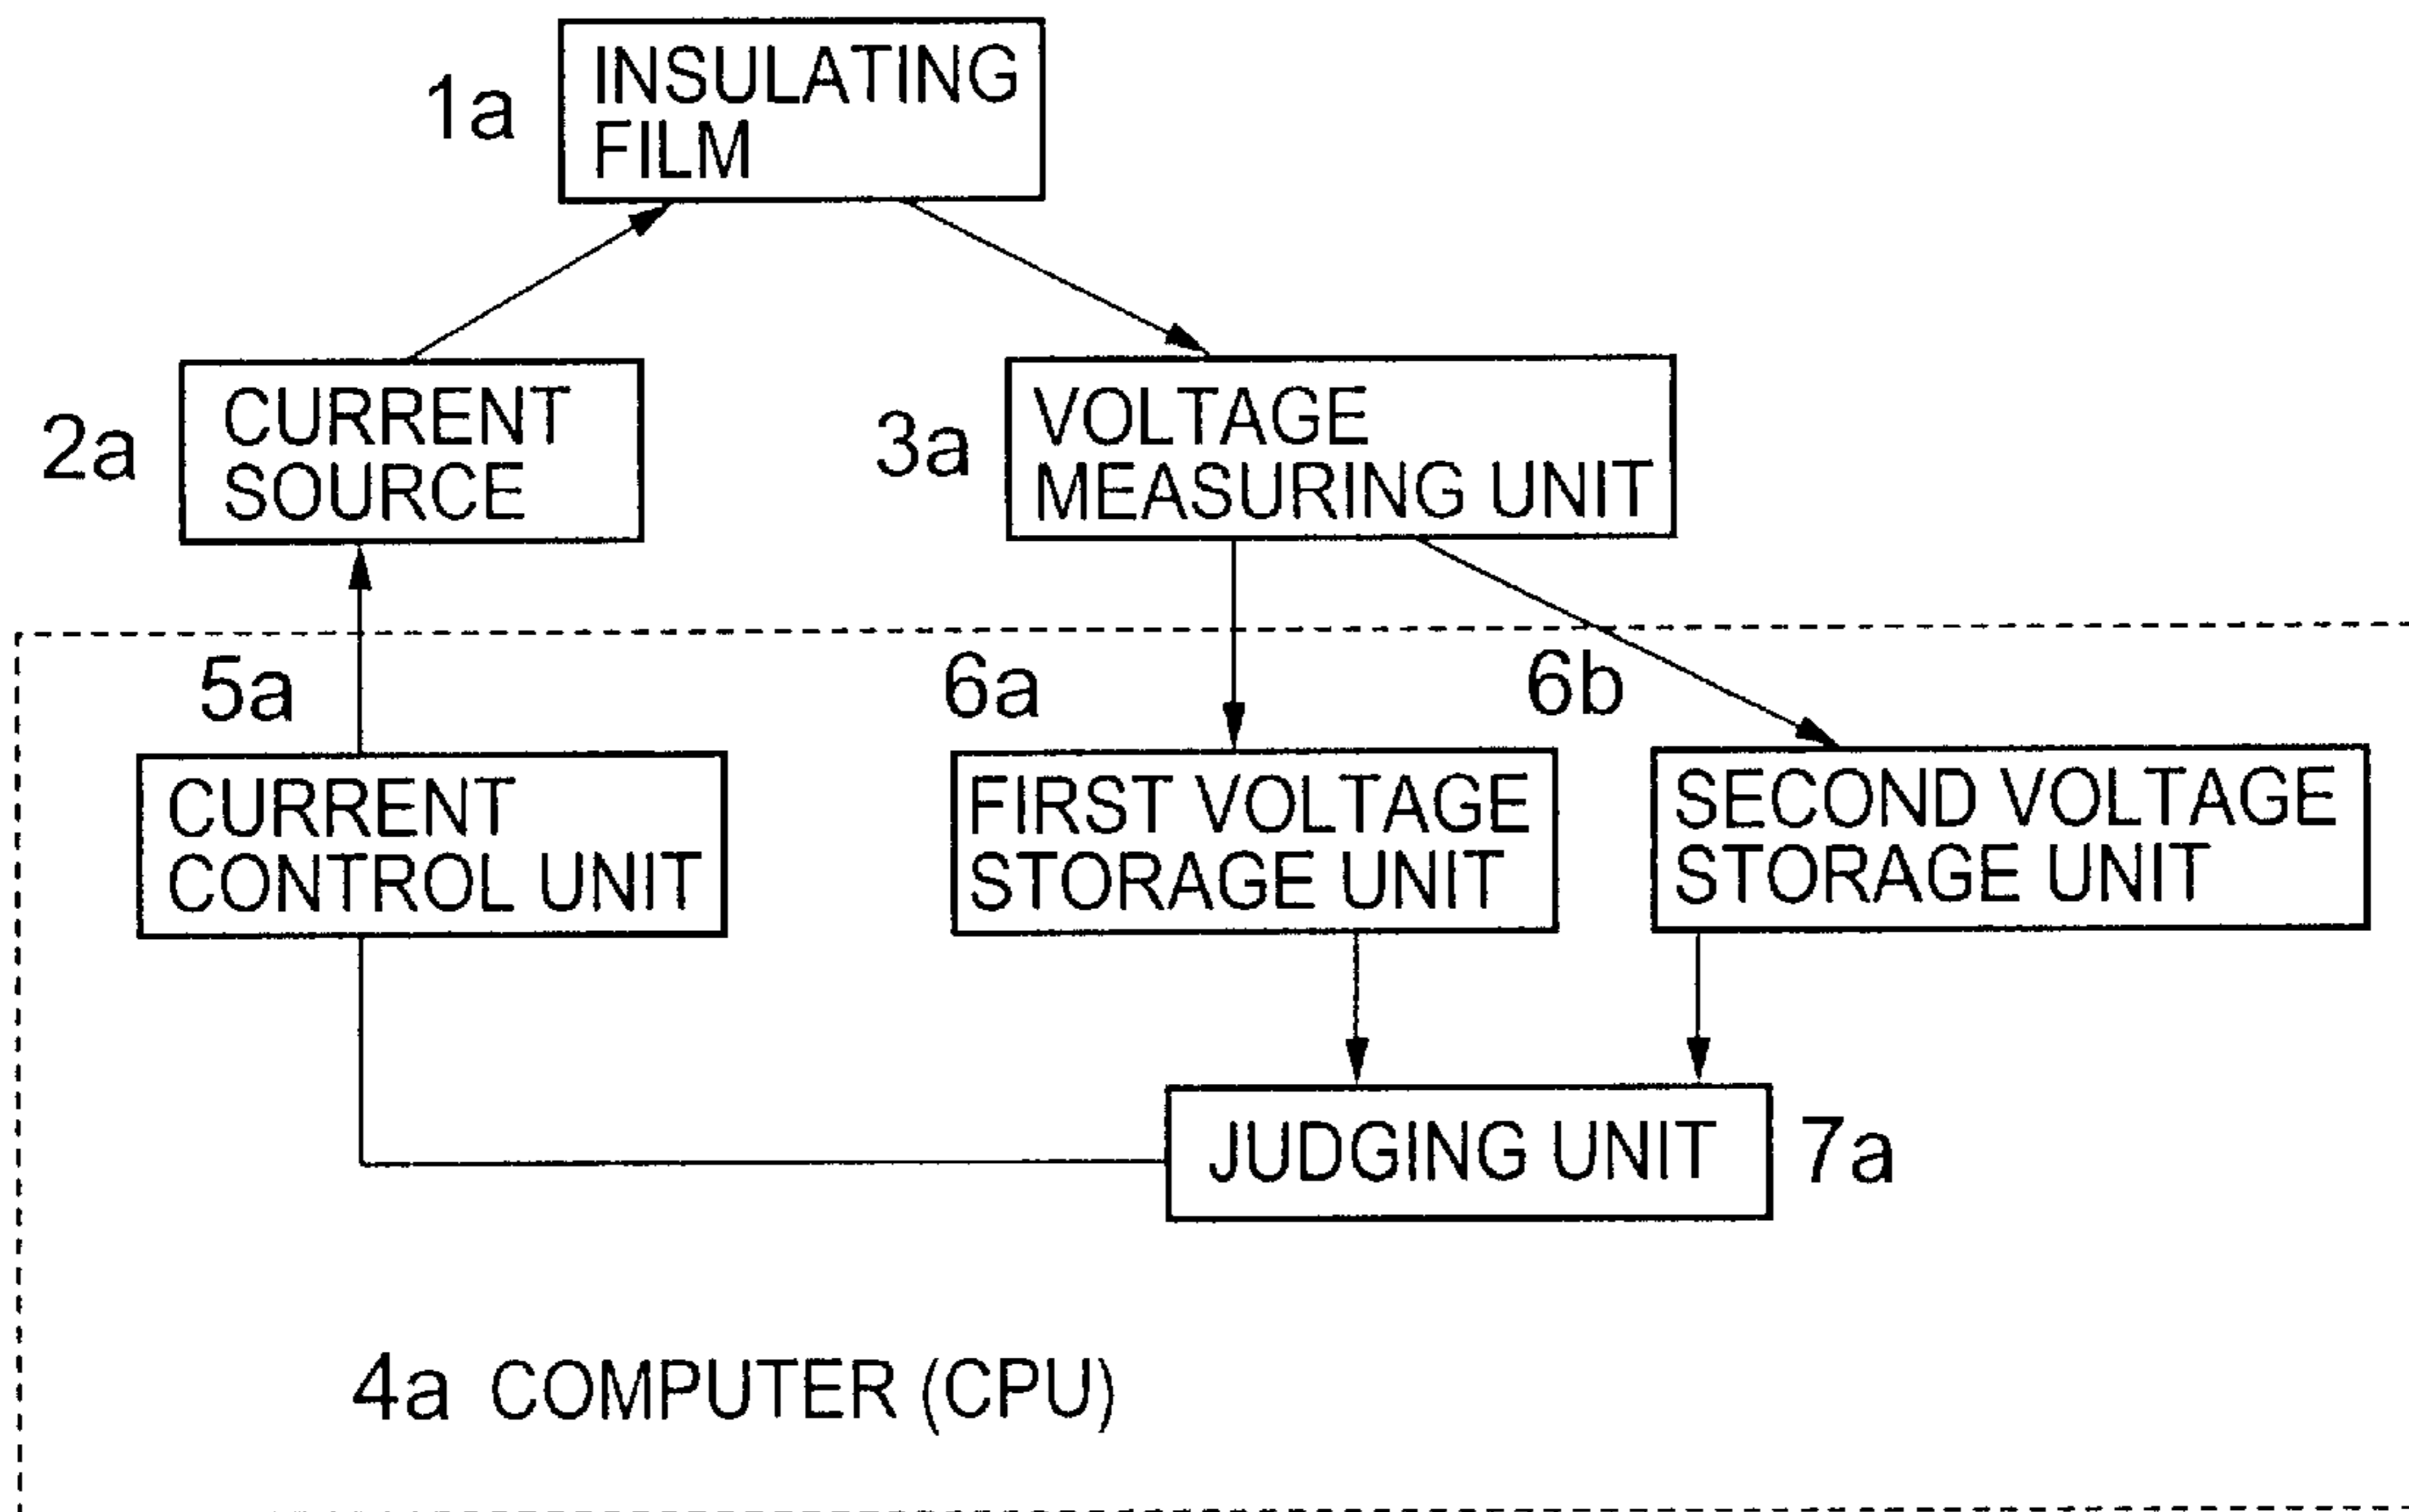 1a
INSULATING
FILM
2a
CURRENT
SOURCE
3a
VOLTAGE
MEASURING UNIT
5a
6a
6b
CURRENT
CONTROL UNIT
FIRST VOLTAGE
STORAGE UNIT
SECOND VOLTAGE
STORAGE UNIT
JUDGING UNIT
7a
4a COMPUTER (CPU)